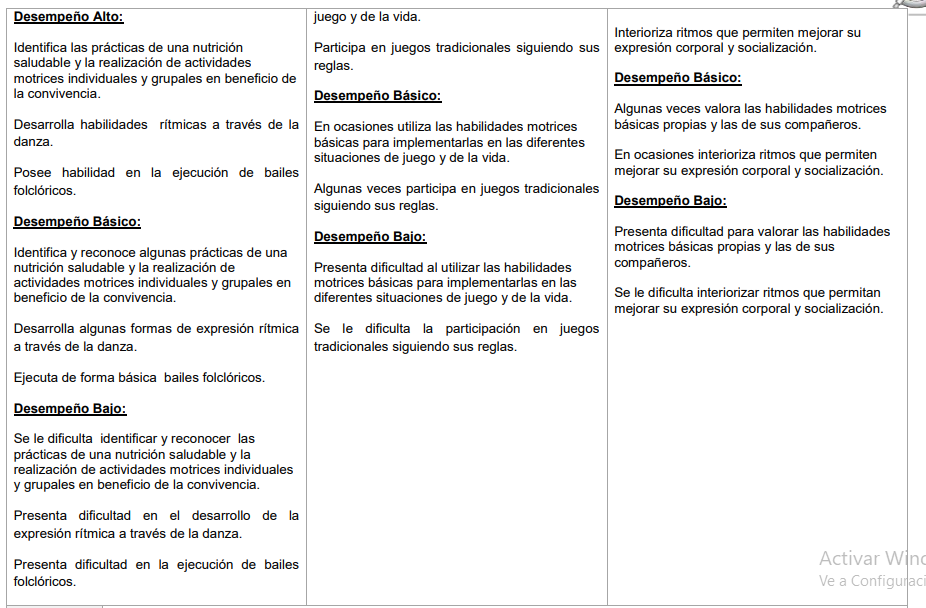 Desempeño Alto:
Identifica las prácticas de una nutrición
saludable y la realización de actividades
motrices individuales y grupales en beneficio de
la convivencia.
Desarrolla habilidades rítmicas a través de la
danza.
Posee habilidad en la ejecución de bailes
folclóricos.
Desempeño Básico:
Identifica y reconoce algunas prácticas de una
nutrición saludable y la realización de
actividades motrices individuales y grupales en
beneficio de la convivencia.
Desarrolla algunas formas de expresión rítmica
a través de la danza.
Ejecuta de forma básica bailes folclóricos.
Desempeño Bajo:
Se le dificulta identificar y reconocer las
prácticas de una nutrición saludable y la
realización de actividades motrices individuales
y grupales en beneficio de la convivencia.
Presenta dificultad en el desarrollo de la
expresión rítmica a través de la danza.
Presenta dificultad en la ejecución de bailes
folclóricos.
juego y de la vida.
Participa en juegos tradicionales siguiendo sus
reglas.
Desempeño Básico:
En ocasiones utiliza las habilidades motrices
básicas para implementarlas en las diferentes
situaciones de juego y de la vida.
Algunas veces participa en juegos tradicionales
siguiendo sus reglas.
Desempeño Bajo:
Presenta dificultad al utilizar las habilidades
motrices básicas para implementarlas en las
diferentes situaciones de juego y de la vida.
Se le dificulta la participación en juegos
tradicionales siguiendo sus reglas.
Interioriza ritmos que permiten mejorar su
expresión corporal y socialización.
Desempeño Básico:
Algunas veces valora las habilidades motrices
básicas propias y las de sus compañeros.
En ocasiones interioriza ritmos que permiten
mejorar su expresión corporal y socialización.
Desempeño Bajo:
Presenta dificultad para valorar las habilidades
motrices básicas propias y las de sus
compañeros.
Se le dificulta interiorizar ritmos que permitan
mejorar su expresión corporal y socialización.
Activar Winc
Ve a Configuraci